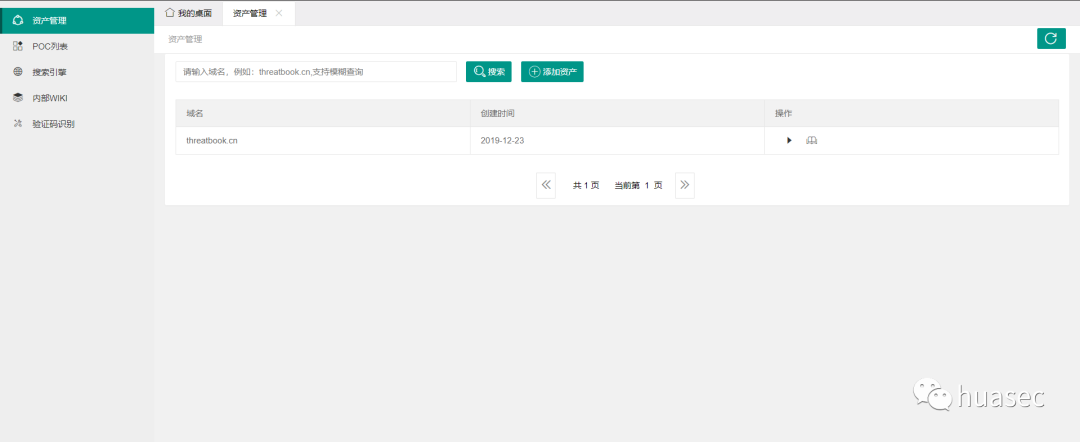 资产管理
POC列表
搜索引擎
内部WIKI
验证码识别
我的桌面 资产管理
资产管理
请输入域名，例如：threatbook.cn,支持模糊查询 搜索 添加资产
域名 创建时间 操作
threatbook.cn 2019-12-23
共 1 页 当前第 1 页
huasec